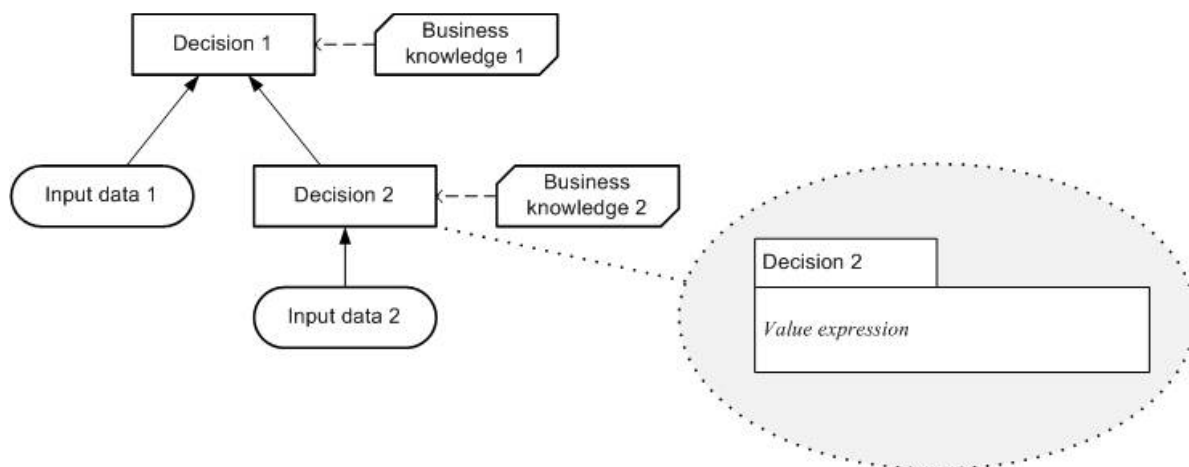 Decision 1
Business
knowledge 1
Input data 1
Decision 2
Business
knowledge 2
Input data 2
Decision 2
Value expression